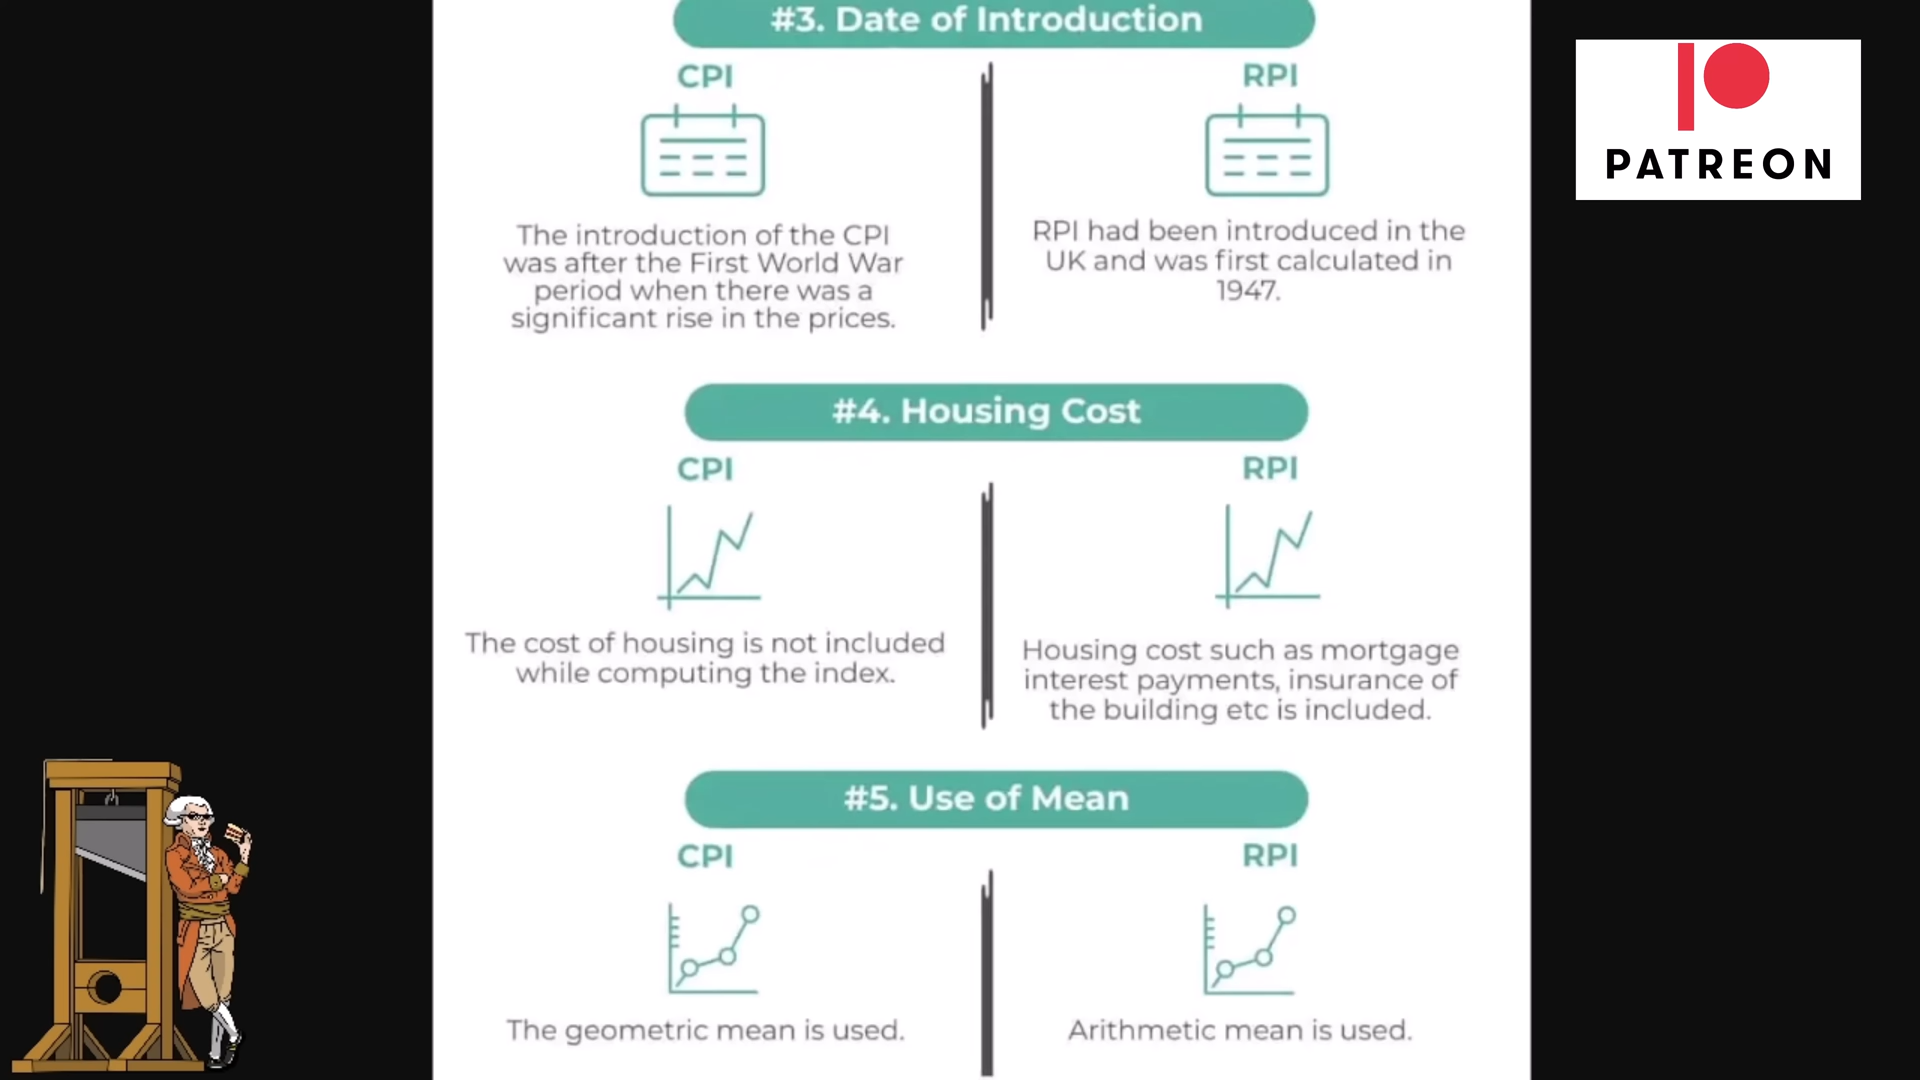 #3. Date of Introduction
CPI
The introduction of the CPI
was after the First World War
period when there was a
significant rise in the prices.
RPI
RPI had been introduced in the
UK and was first calculated in
1947.
#4. Housing Cost
CPI
The cost of housing is not included
while computing the index.
RPI
Housing cost such as mortgage
interest payments, insurance of
the building etc is included.
#5. Use of Mean
CPI
The geometric mean is used.
RPI
Arithmetic mean is used.
PATREON